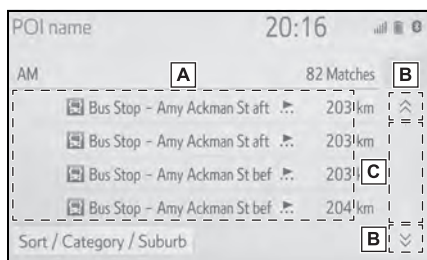 POI name 20:16
AM A 82 Matches B
Bus Stop - Amy Ackman St aft 203 km
Bus Stop - Amy Ackman St aft 203 km
Bus Stop - Amy Ackman St bef 203 C
Bus Stop - Amy Ackman St bef 204 km
Sort / Category / Suburb B